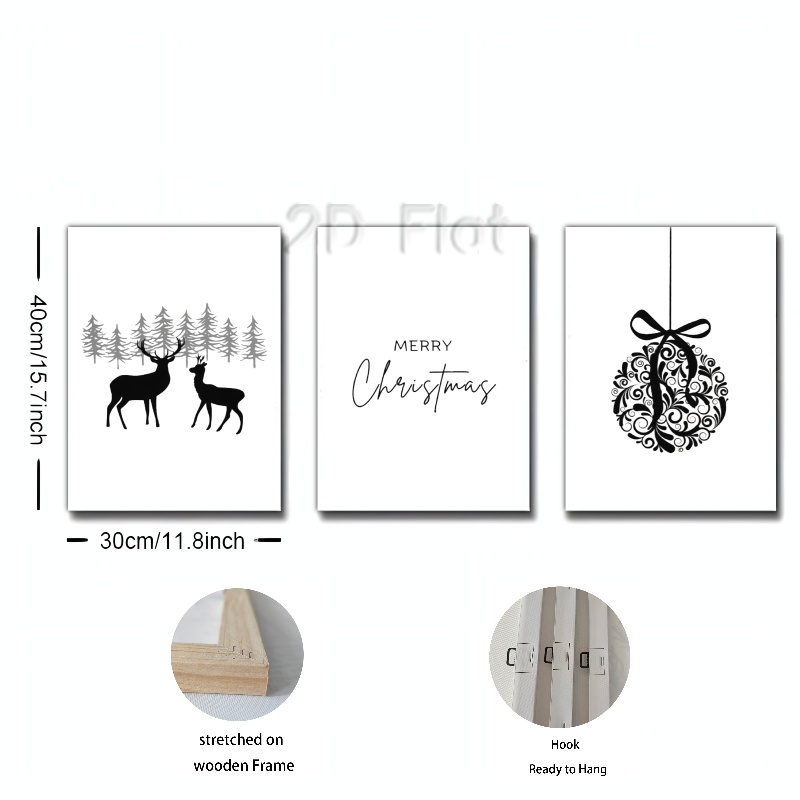 2D Flat
40cm/15.7inch
MERRY
Christmas
30cm/11.8inch
stretched on
wooden Frame
Hook
Ready to Hang